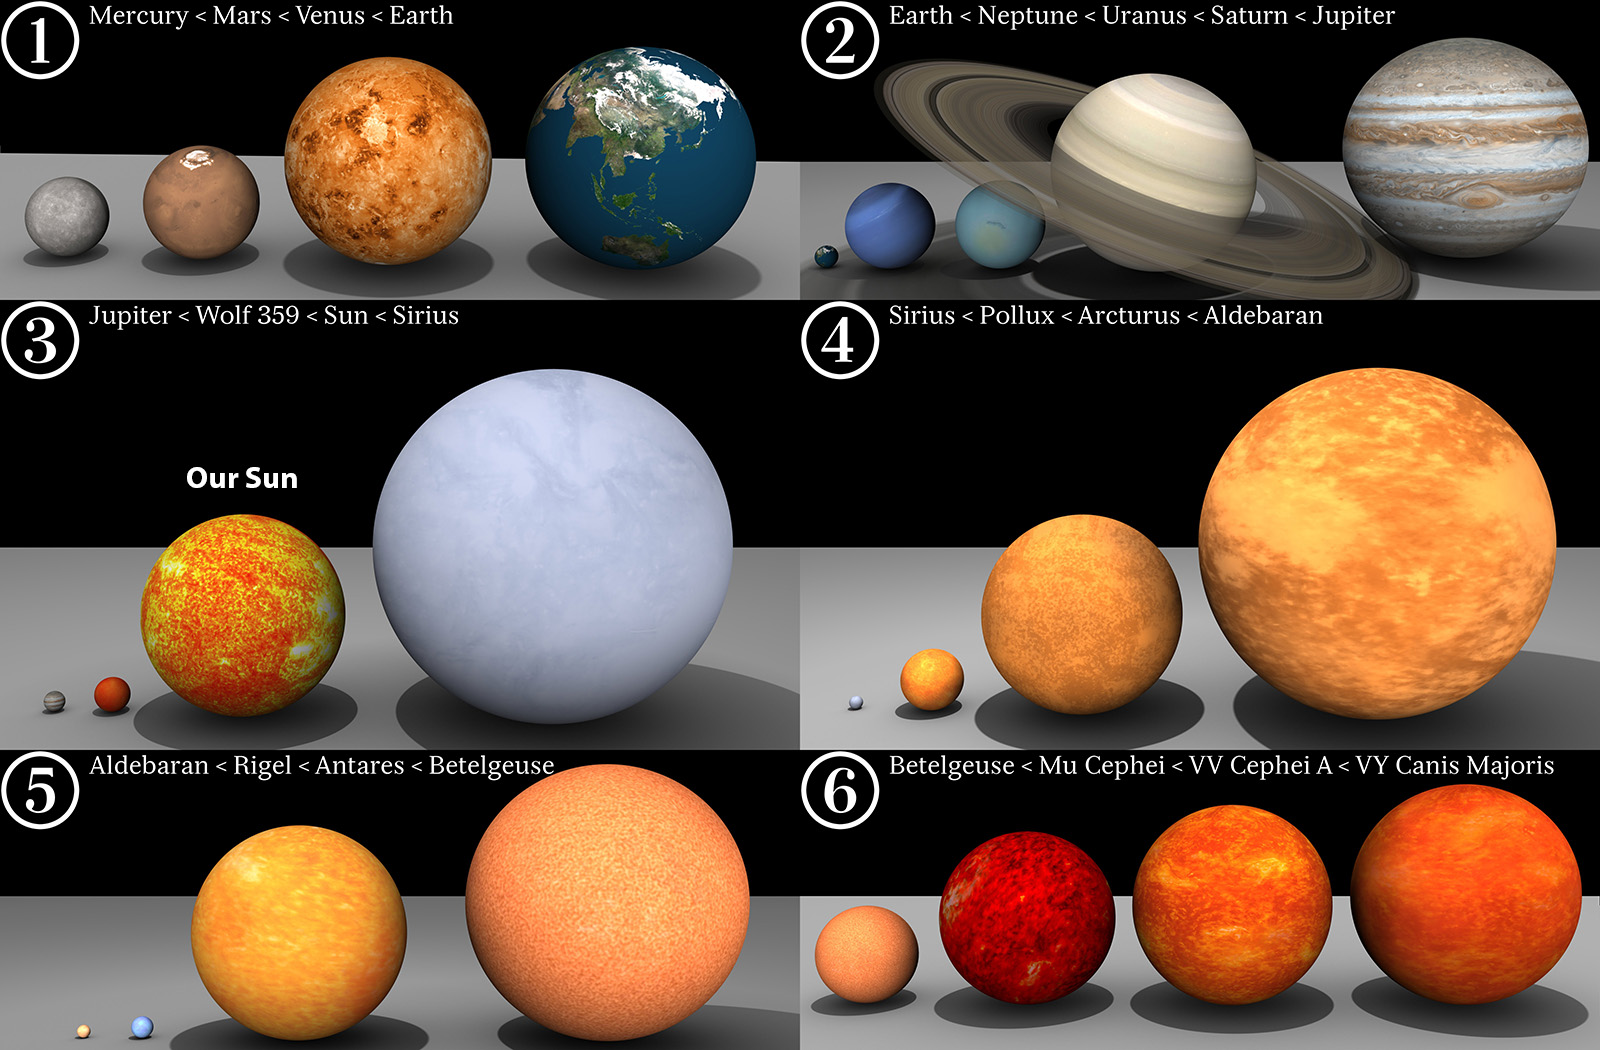 1
Mercury < Mars < Venus < Earth
2
Earth < Neptune < Uranus < Saturn < Jupiter
3
Jupiter < Wolf 359 < Sun < Sirius
Our Sun
4
Sirius < Pollux < Arcturus < Aldebaran
5
Aldebaran < Rigel < Antares < Betelgeuse
6
Betelgeuse < Mu Cephei < VV Cephei A < VY Canis Majoris